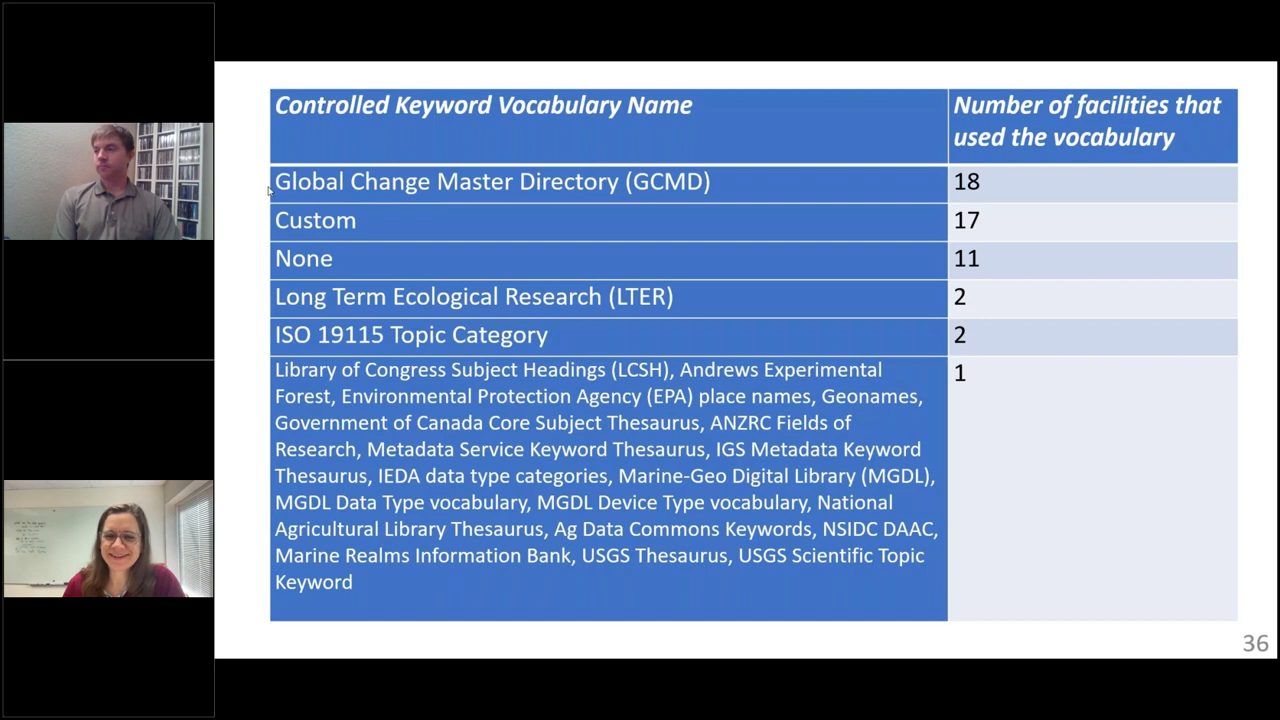 Controlled Keyword Vocabulary Name
Number of facilities that
used the vocabulary
Global Change Master Directory (GCMD)
18
Custom
17
None
11
Long Term Ecological Research (LTER)
2
ISO 19115 Topic Category
2
Library of Congress Subject Headings (LCSH), Andrews Experimental
Forest, Environmental Protection Agency (EPA) place names, Geonames,
Government of Canada Core Subject Thesaurus, ANZRC Fields of
Research, Metadata Service Keyword Thesaurus, IGS Metadata Keyword
Thesaurus, IEDA data type categories, Marine-Geo Digital Library (MGDL),
MGDL Data Type vocabulary, MGDL Device Type vocabulary, National
Agricultural Library Thesaurus, Ag Data Commons Keywords, NSIDC DAAC,
Marine Realms Information Bank, USGS Thesaurus, USGS Scientific Topic
Keyword
1
36